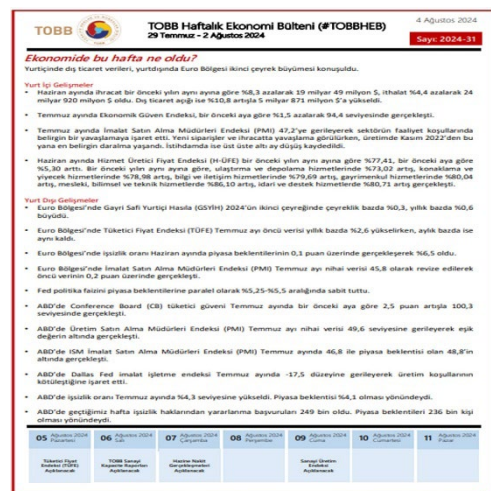 TOBB
TOBB Haftalık Ekonomi Bülteni (#TOBBHEB)
29 Temmuz - 2 Ağustos 2024
4 Ağustos 2024
Sayı: 2024-31
Ekonomide bu hafta ne oldu?
Yurtiçinde dış ticaret verileri, yurtdışında Euro Bölgesi ikinci çeyrek büyümesi konuşuldu.
Yurt İçi Gelişmeler
• Haziran ayında ihracat bir önceki yılın aynı ayına göre %8,3 azalarak 19 milyar 49 milyon $, ithalat %4,4 azalarak 24
milyar 920 milyon $ oldu. Dış ticaret açığı ise %10,8 artışla 5 milyar 871 milyon $'a yükseldi.
• Temmuz ayında Ekonomik Güven Endeksi, bir önceki aya göre %1,5 azalarak 94,4 seviyesinde gerçekleşti.
• Temmuz ayında İmalat Satın Alma Müdürleri Endeksi (PMI) 47,2'ye gerileyerek sektörün faaliyet koşullarında
belirgin bir yavaşlamaya işaret etti. Yeni siparişler ve ihracatta yavaşlama görülürken, üretimde Kasım 2022'den bu
yana en belirgin daralma yaşandı. İstihdamda ise üst üste altı ay düşüş kaydedildi.
• Haziran ayında Hizmet Üretici Fiyat Endeksi (H-ÜFE) bir önceki yılın aynı ayına göre %77,41, bir önceki aya göre
%5,30 arttı. Bir önceki yılın aynı ayına göre, ulaştırma ve depolama hizmetlerinde %73,02 artış, konaklama ve
yiyecek hizmetlerinde %78,98 artış, bilgi ve iletişim hizmetlerinde %79,69 artış, gayrimenkul hizmetlerinde %80,04
artış, mesleki, bilimsel ve teknik hizmetlerde %86,10 artış, idari ve destek hizmetlerde %80,71 artış gerçekleşti.
Yurt Dışı Gelişmeler
• Euro Bölgesi'nde Gayri Safi Yurtiçi Hasıla (GSYİH) 2024'ün ikinci çeyreğinde çeyreklik bazda %0,3, yıllık bazda %0,6
büyüdü.
• Euro Bölgesi'nde Tüketici Fiyat Endeksi (TÜFE) Temmuz ayı öncü verisi yıllık bazda %2,6 yükselirken, aylık bazda ise
aynı kaldı.
• Euro Bölgesi'nde işsizlik oranı Haziran ayında piyasa beklentilerinin 0,1 puan üzerinde gerçekleşerek %6,5 oldu.
• Euro Bölgesi'nde İmalat Satın Alma Müdürleri Endeksi (PMI) Temmuz ayı nihai verisi 45,8 olarak revize edilerek
öncü verinin 0,2 puan üzerinde gerçekleşti.
• Fed politika faizini piyasa beklentilerine paralel olarak %5,25-%5,5 aralığında sabit tuttu.
• ABD'de Conference Board (CB) tüketici güveni Temmuz ayında bir önceki aya göre 2,5 puan artışla 100,3
seviyesinde gerçekleşti.
• ABD'de Üretim Satın Alma Müdürleri Endeksi (PMI) Temmuz ayı nihai verisi 49,6 seviyesine gerileyerek eşik
değerin altında gerçekleşti.
• ABD'de ISM İmalat Satın Alma Müdürleri Endeksi (PMI) Temmuz ayında 46,8 ile piyasa beklentisi olan 48,8'in
altında gerçekleşti.
• ABD'de Dallas Fed imalat işletme endeksi Temmuz ayında -17,5 düzeyine gerileyerek üretim koşullarının
kötüleştiğine işaret etti.
• ABD'de işsizlik oranı Temmuz ayında %4,3 seviyesine yükseldi. Piyasa beklentisi %4,1 olması yönündeydi.
• ABD'de geçtiğimiz hafta işsizlik haklarından yararlanma başvuruları 249 bin oldu. Piyasa beklentileri 236 bin kişi
olması yönündeydi.
05 Ağustos 2024 Pazartesi
06 Ağustos 2024 Salı
07 Ağustos 2024 Çarşamba
08 Ağustos 2024 Perşembe
09 Ağustos 2024 Cuma
10 Ağustos 2024 Cumartesi
11 Ağustos 2024 Pazar
Tüketici Fiyat Endeksi (TÜFE) Açıklanacak
TOBB Sanayi Kapasite Raporları Açıklanacak
Hazine Nakit Gerçekleşmeleri Açıklanacak
Sanayi Üretim Endeksi Açıklanacak